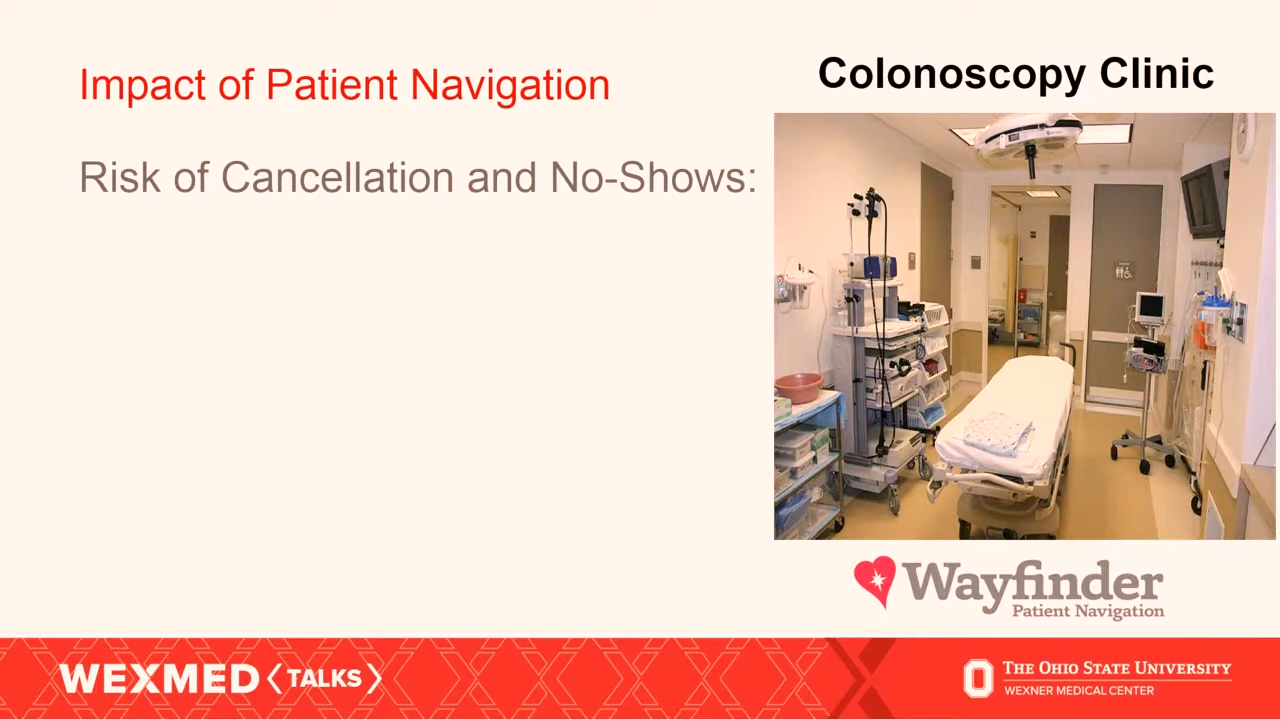 Impact of Patient Navigation
Risk of Cancellation and No-Shows:
Colonoscopy Clinic
Wayfinder
Patient Navigation
WEXMED TALKS
THE OHIO STATE UNIVERSITY
WEXNER MEDICAL CENTER